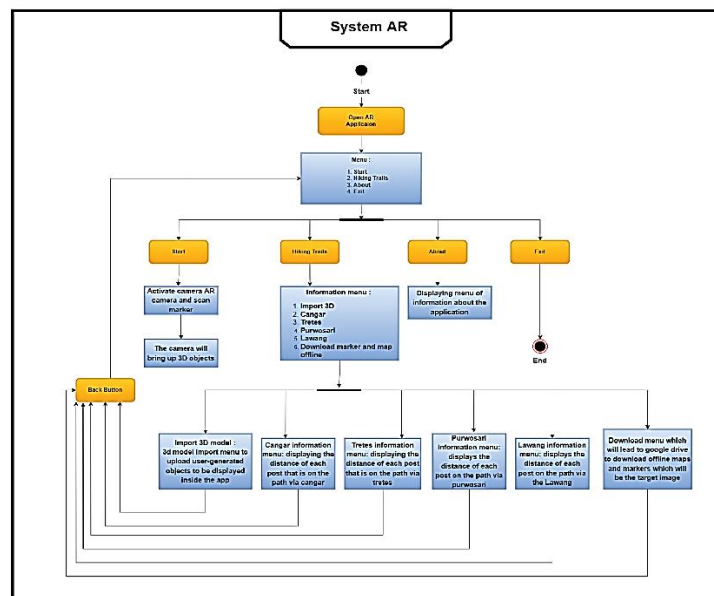 System AR
Start
Open AR
Applicaion
Menu :
1. Start
2. Hiking Trails
3. About
4. Exit
Start
Hiking Trails
About
Exit
Activate camera AR
camera and scan
marker
Information menu :
1. Import 3D
2. Cangar
3. Tretes
4. Purwosari
5. Lawang
6. Download marker and map
offline
Displaying menu of
information about the
application
The camera will
bring up 3D objects
End
Back Button
Import 3D model :
3d model import menu to
upload user-generated
objects to be displayed
inside the app
Cangar information
menu: displaying the
distance of each
post that is on the
path via cangar
Tretes information
menu: displaying the
distance of each post
that is on the path via
tretes
Purwosari
information menu:
displays the
distance of each
post on the path via
purwosari
Lawang information
menu: displays the
distance of each
post on the path via
the Lawang
Download menu which
will lead to google drive
to download offline maps
and markers which will
be the target image